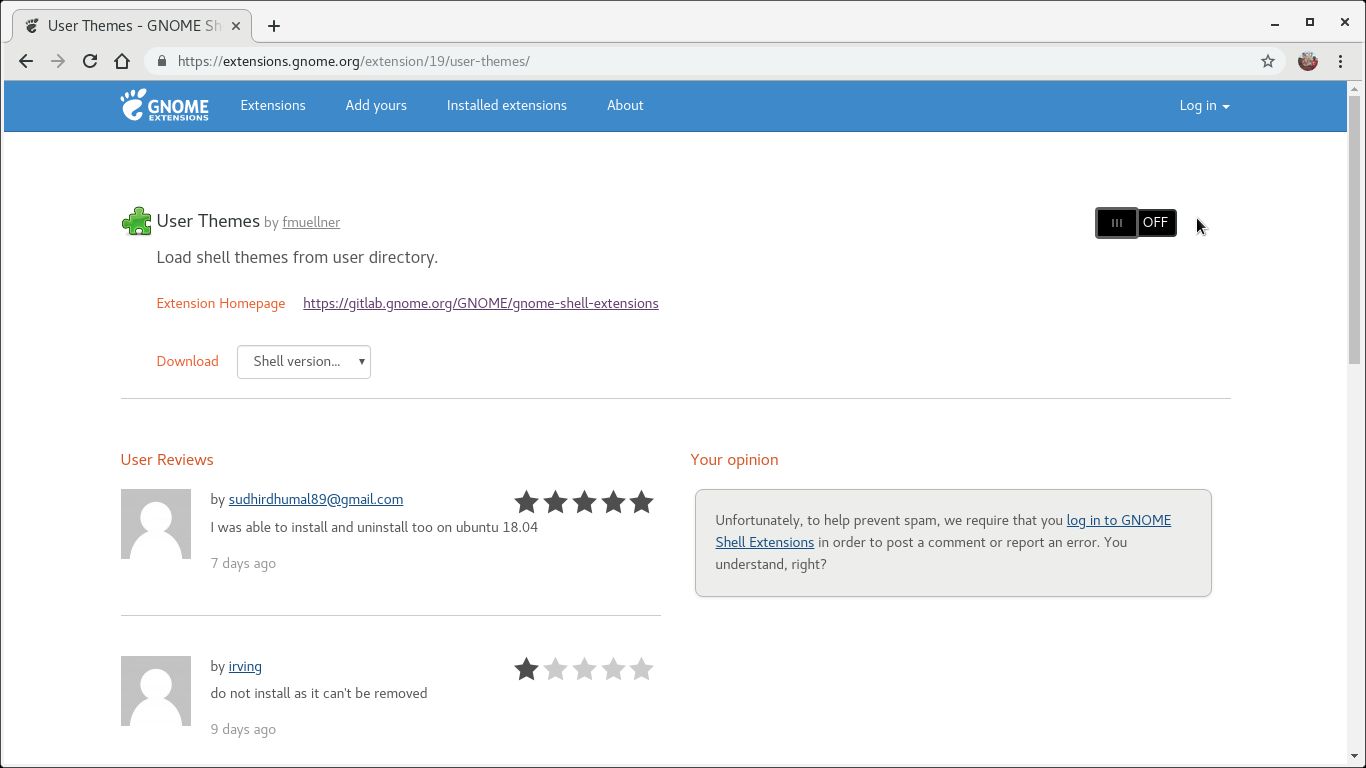 User Themes - GNOME Sh
https://extensions.gnome.org/extension/19/user-themes/
GNOME
EXTENSIONS
Extensions
Add yours
Installed extensions
About
Log in
User Themes by fmuellner
OFF
Load shell themes from user directory.
Extension Homepage https://gitlab.gnome.org/GNOME/gnome-shell-extensions
Download Shell version...
User Reviews
by sudhirdhumal89@gmail.com
I was able to install and uninstall too on ubuntu 18.04
7 days ago
by irving
do not install as it can't be removed
9 days ago
Your opinion
Unfortunately, to help prevent spam, we require that you log in to GNOME
Shell Extensions in order to post a comment or report an error. You
understand, right?